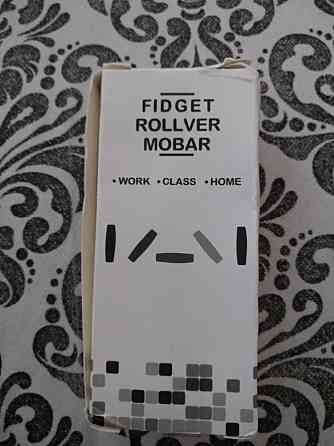 FIDGET
ROLLVER
MOBAR
•WORK •CLASS •HOME